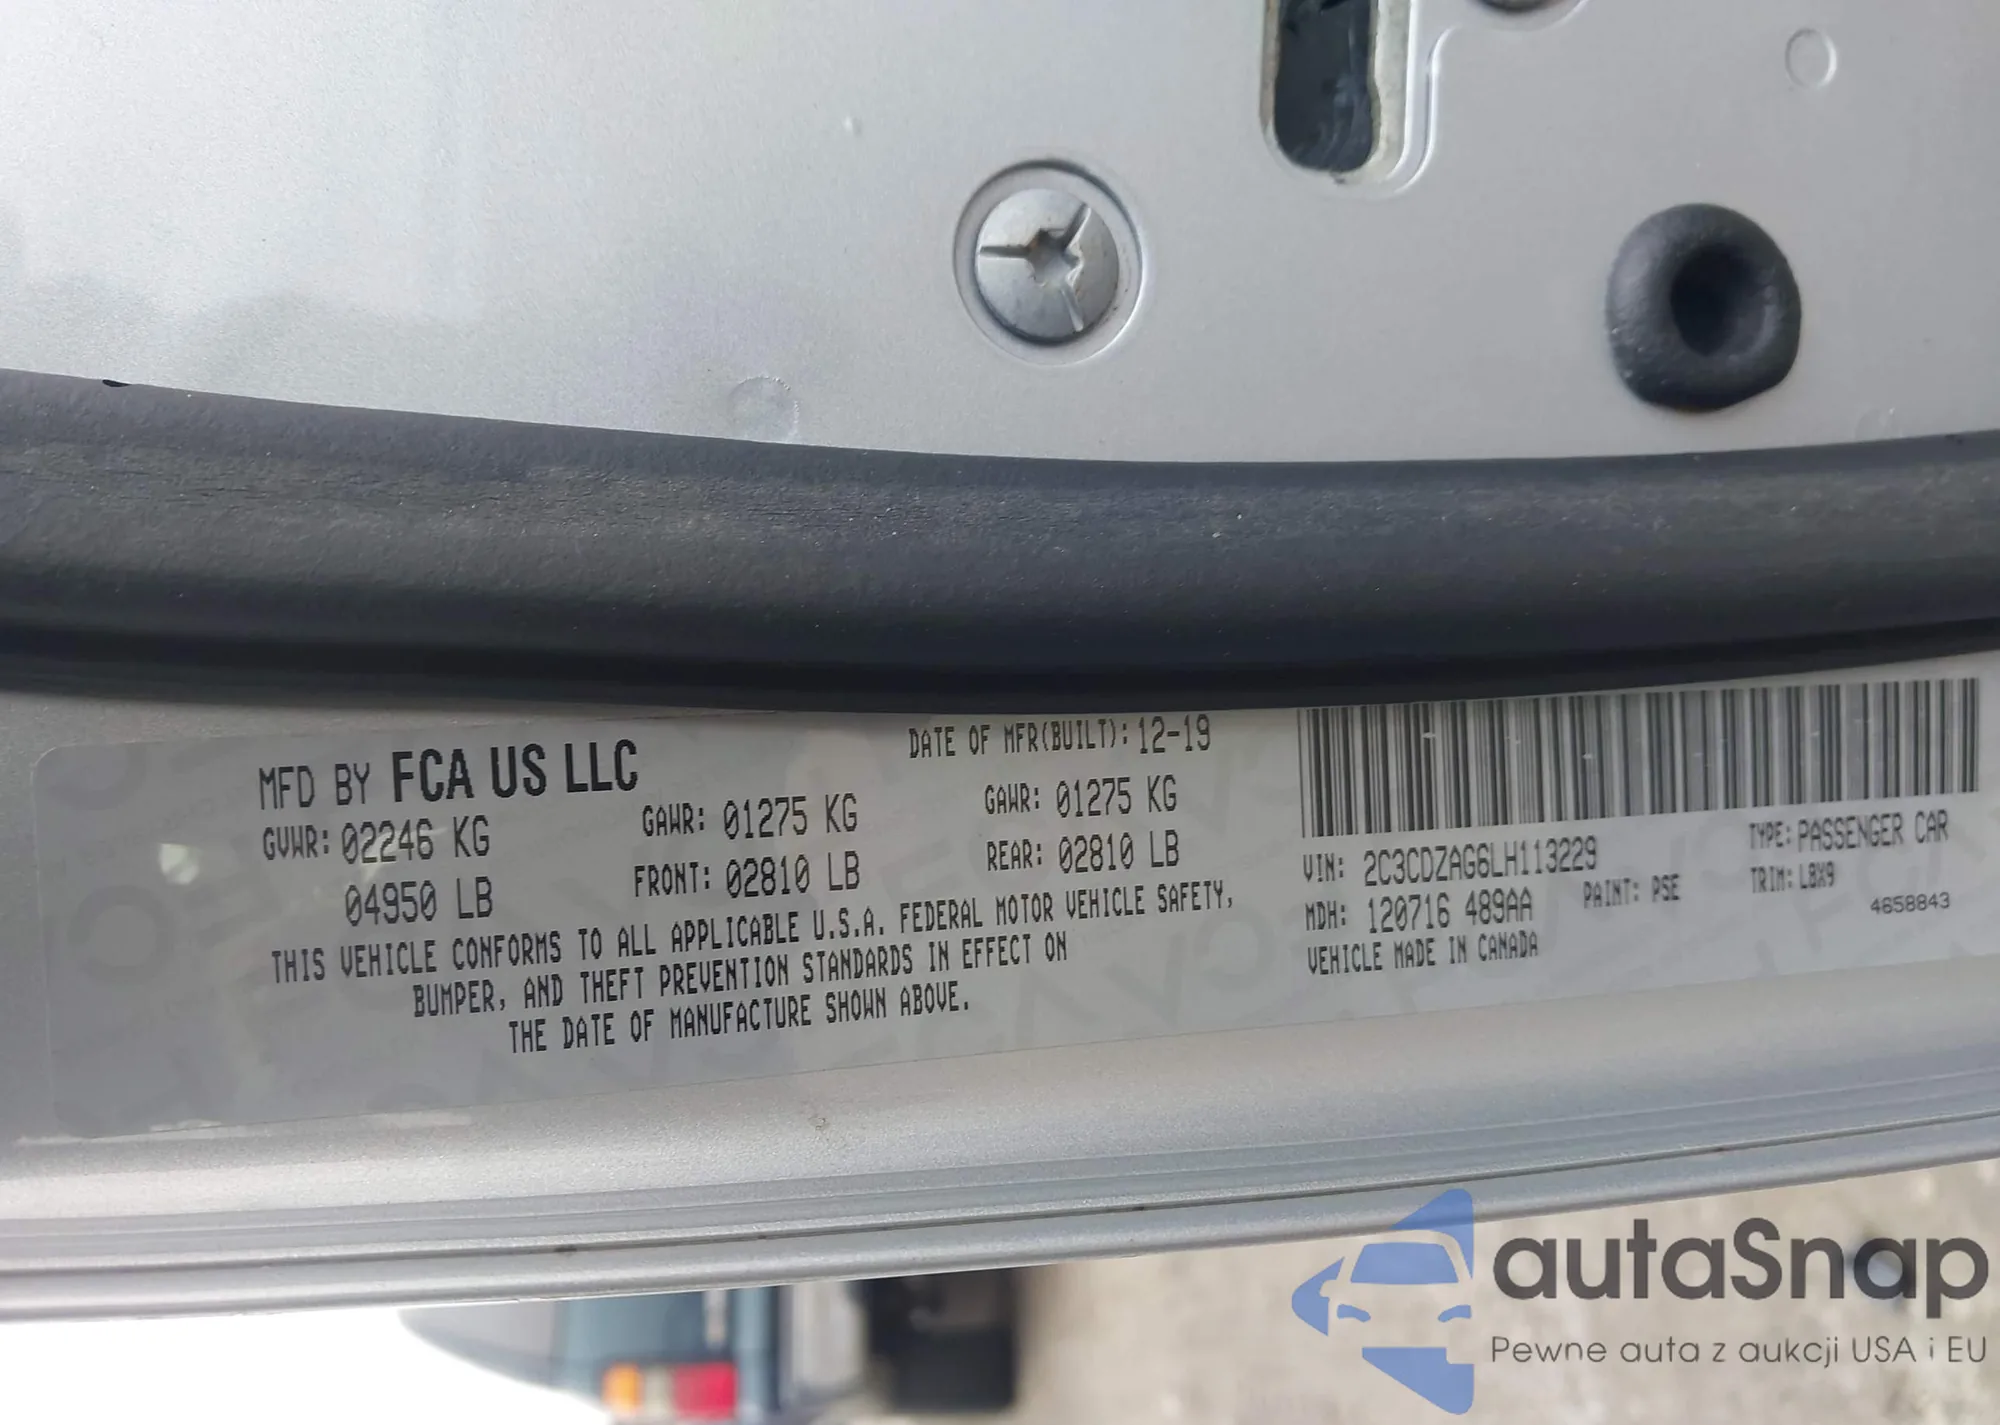 MFD BY FCA US LLC
DATE OF MFR(BUILT): 12-19
GVWR: 02246 KG
GAWR: 01275 KG
GAWR: 01275 KG
04950 LB
FRONT: 02810 LB
REAR: 02810 LB
THIS VEHICLE CONFORMS TO ALL APPLICABLE U.S.A. FEDERAL MOTOR VEHICLE SAFETY,
BUMPER, AND THEFT PREVENTION STANDARDS IN EFFECT ON
THE DATE OF MANUFACTURE SHOWN ABOVE.
VIN: 2C3CDZAG6LH113229
TYPE: PASSENGER CAR
MDH: 120716 489AA
PAINT: PSE
TRIM: LBX9
VEHICLE MADE IN CANADA
4658843
autaSnap
Pewne auta z aukcji USA i EU